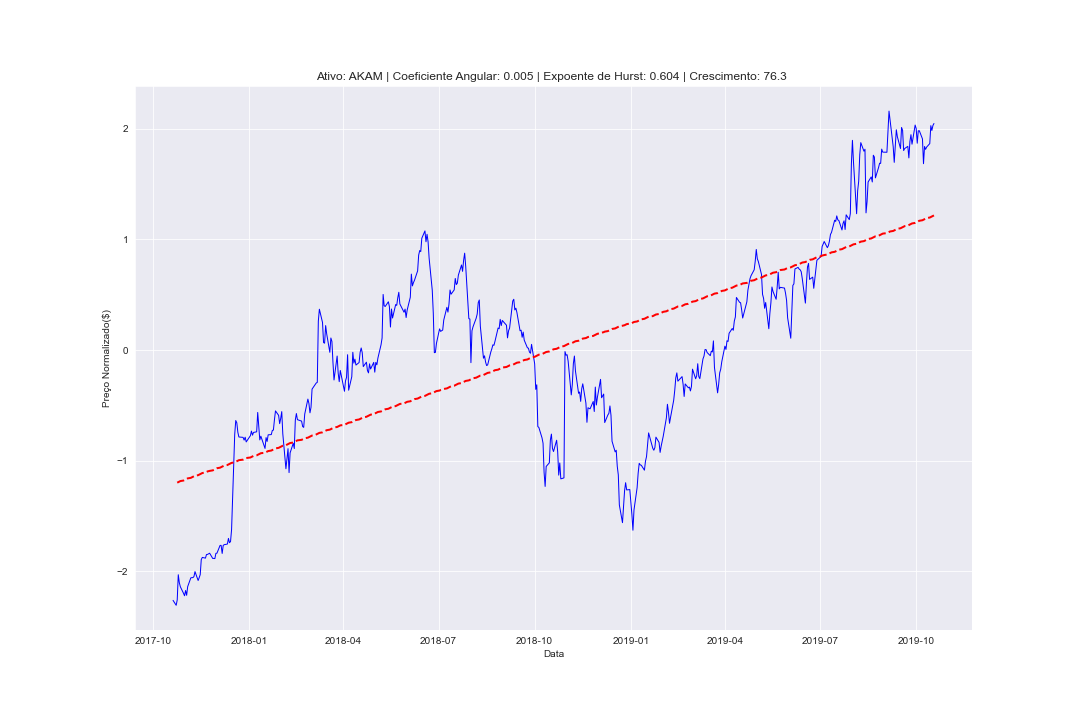 Ativo: AKAM | Coeficiente Angular: 0.005 | Expoente de Hurst: 0.604 | Crescimento: 76.3
Preço Normalizado($)
2
1
0
−1
−2
2017-10 2018-01 2018-04 2018-07 2018-10 2019-01 2019-04 2019-07 2019-10
Data